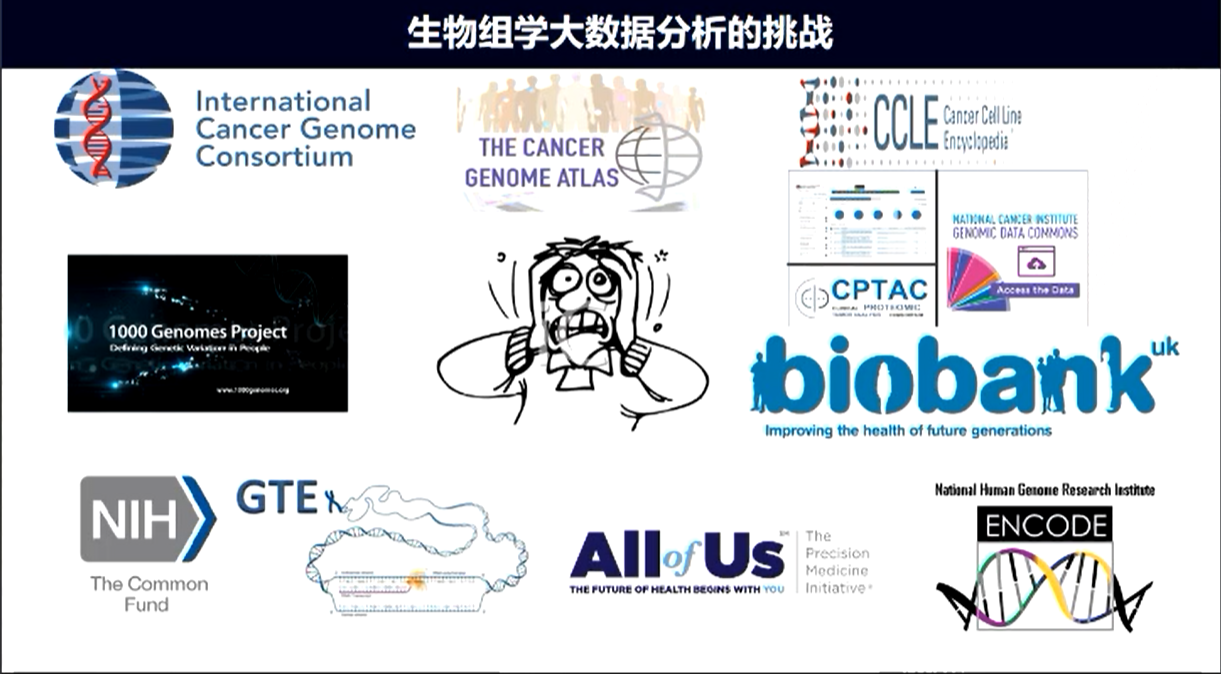 生物组学大数据分析的挑战
International
Cancer Genome
Consortium
THE CANCER
GENOME ATLAS
CCLE
Cancer Cell Line
Encyclopedia
NATIONAL CANCER INSTITUTE
GENOMIC DATA COMMONS
Access the Data
CPTAC
PROTEOMIC
1000 Genomes Project
Defining Genetic Variation in People
www.1000genomes.org
biobank uk
Improving the health of future generations
NIH
The Common
Fund
GTEx
All of Us SM
THE FUTURE OF HEALTH BEGINS WITH YOU
The
Precision
Medicine
Initiative
National Human Genome Research Institute
ENCODE